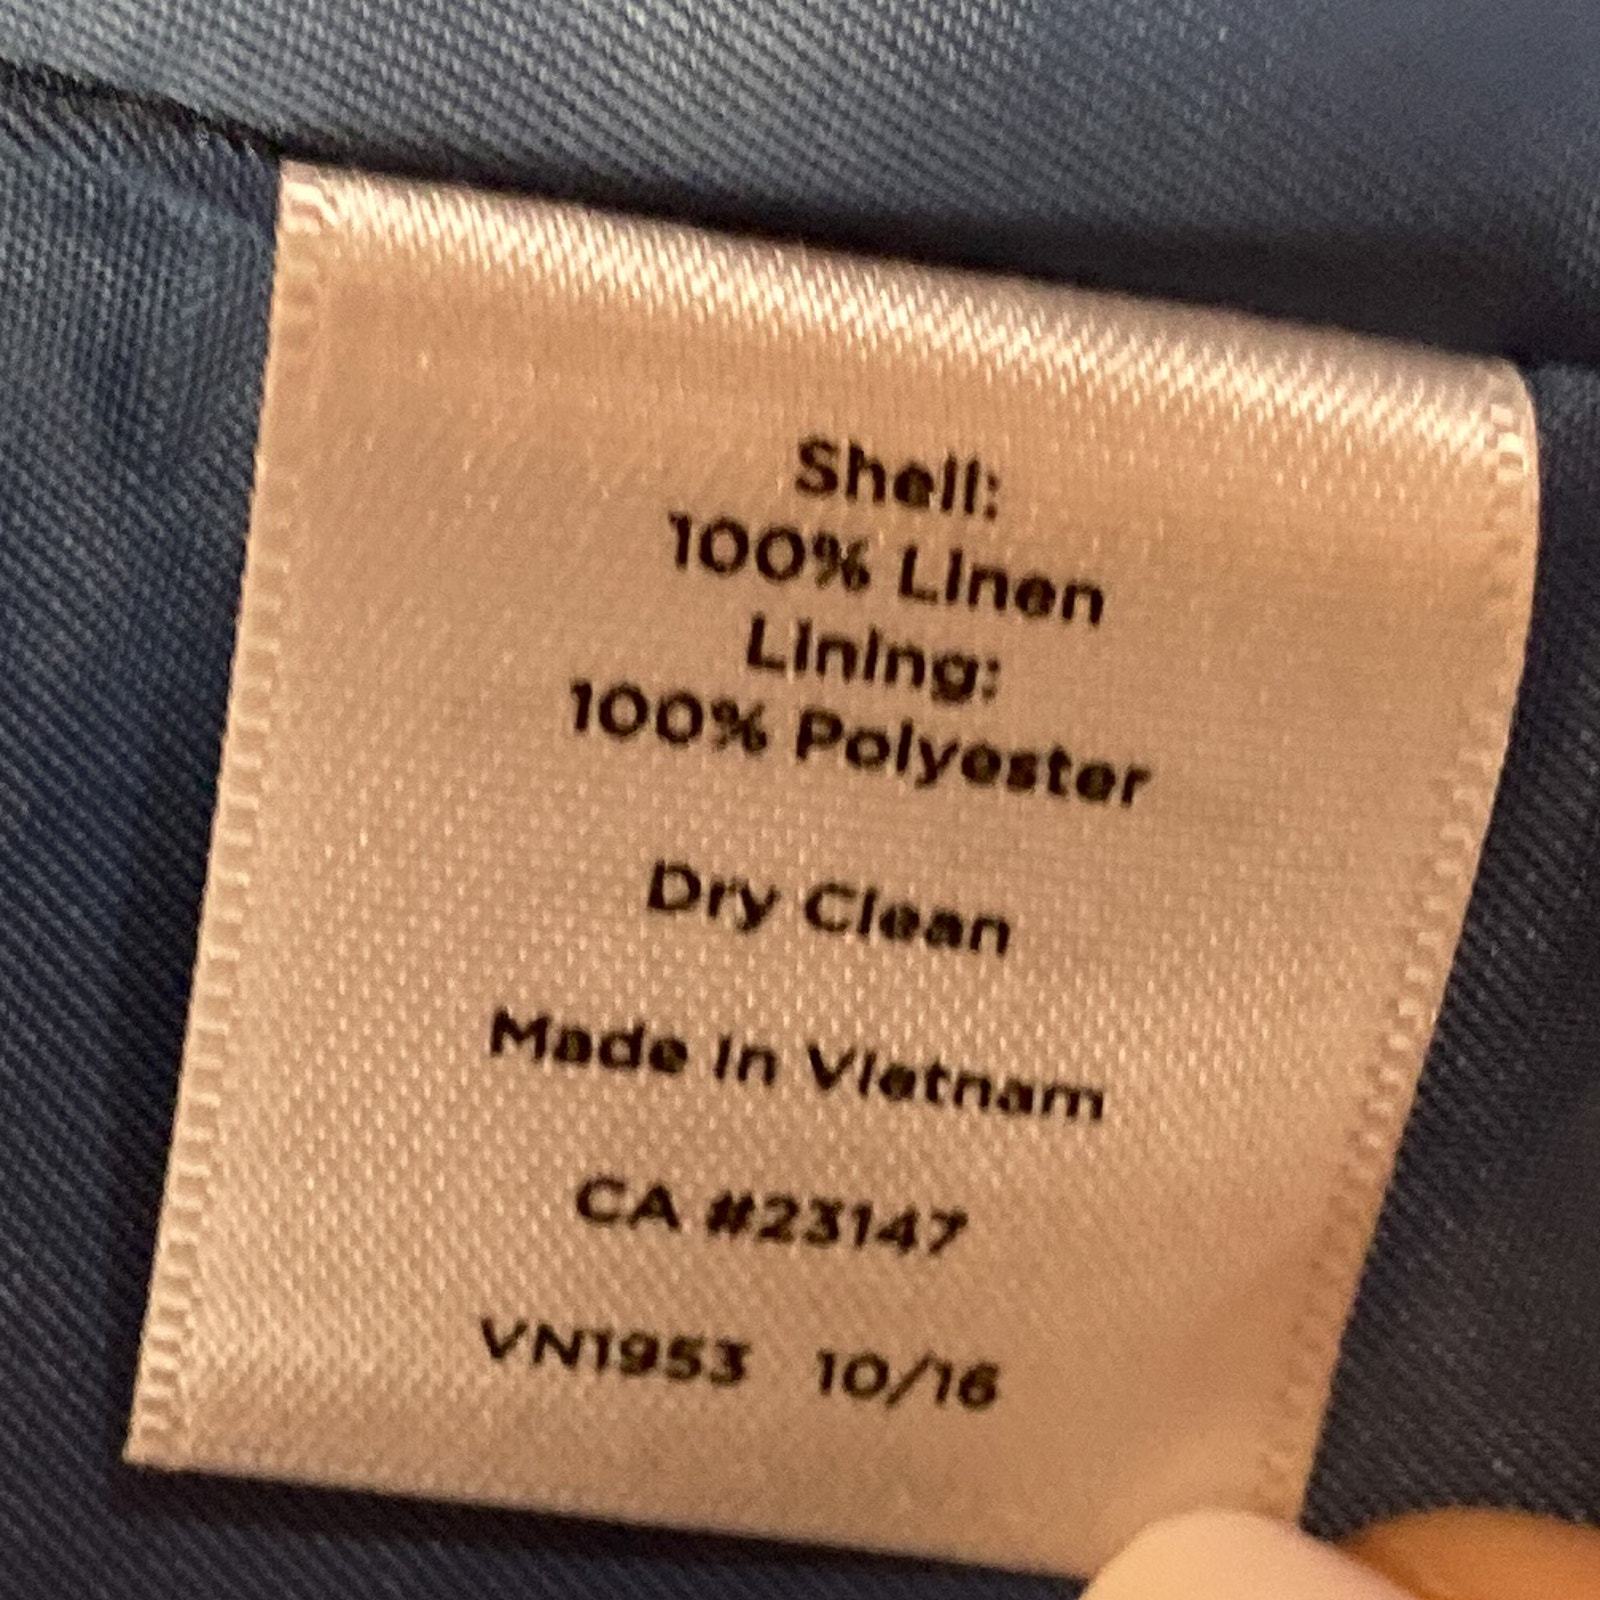 Shell:
100% Linen
Lining:
100% Polyester
Dry Clean
Made in Vietnam
CA #23147
VN1953 10/16